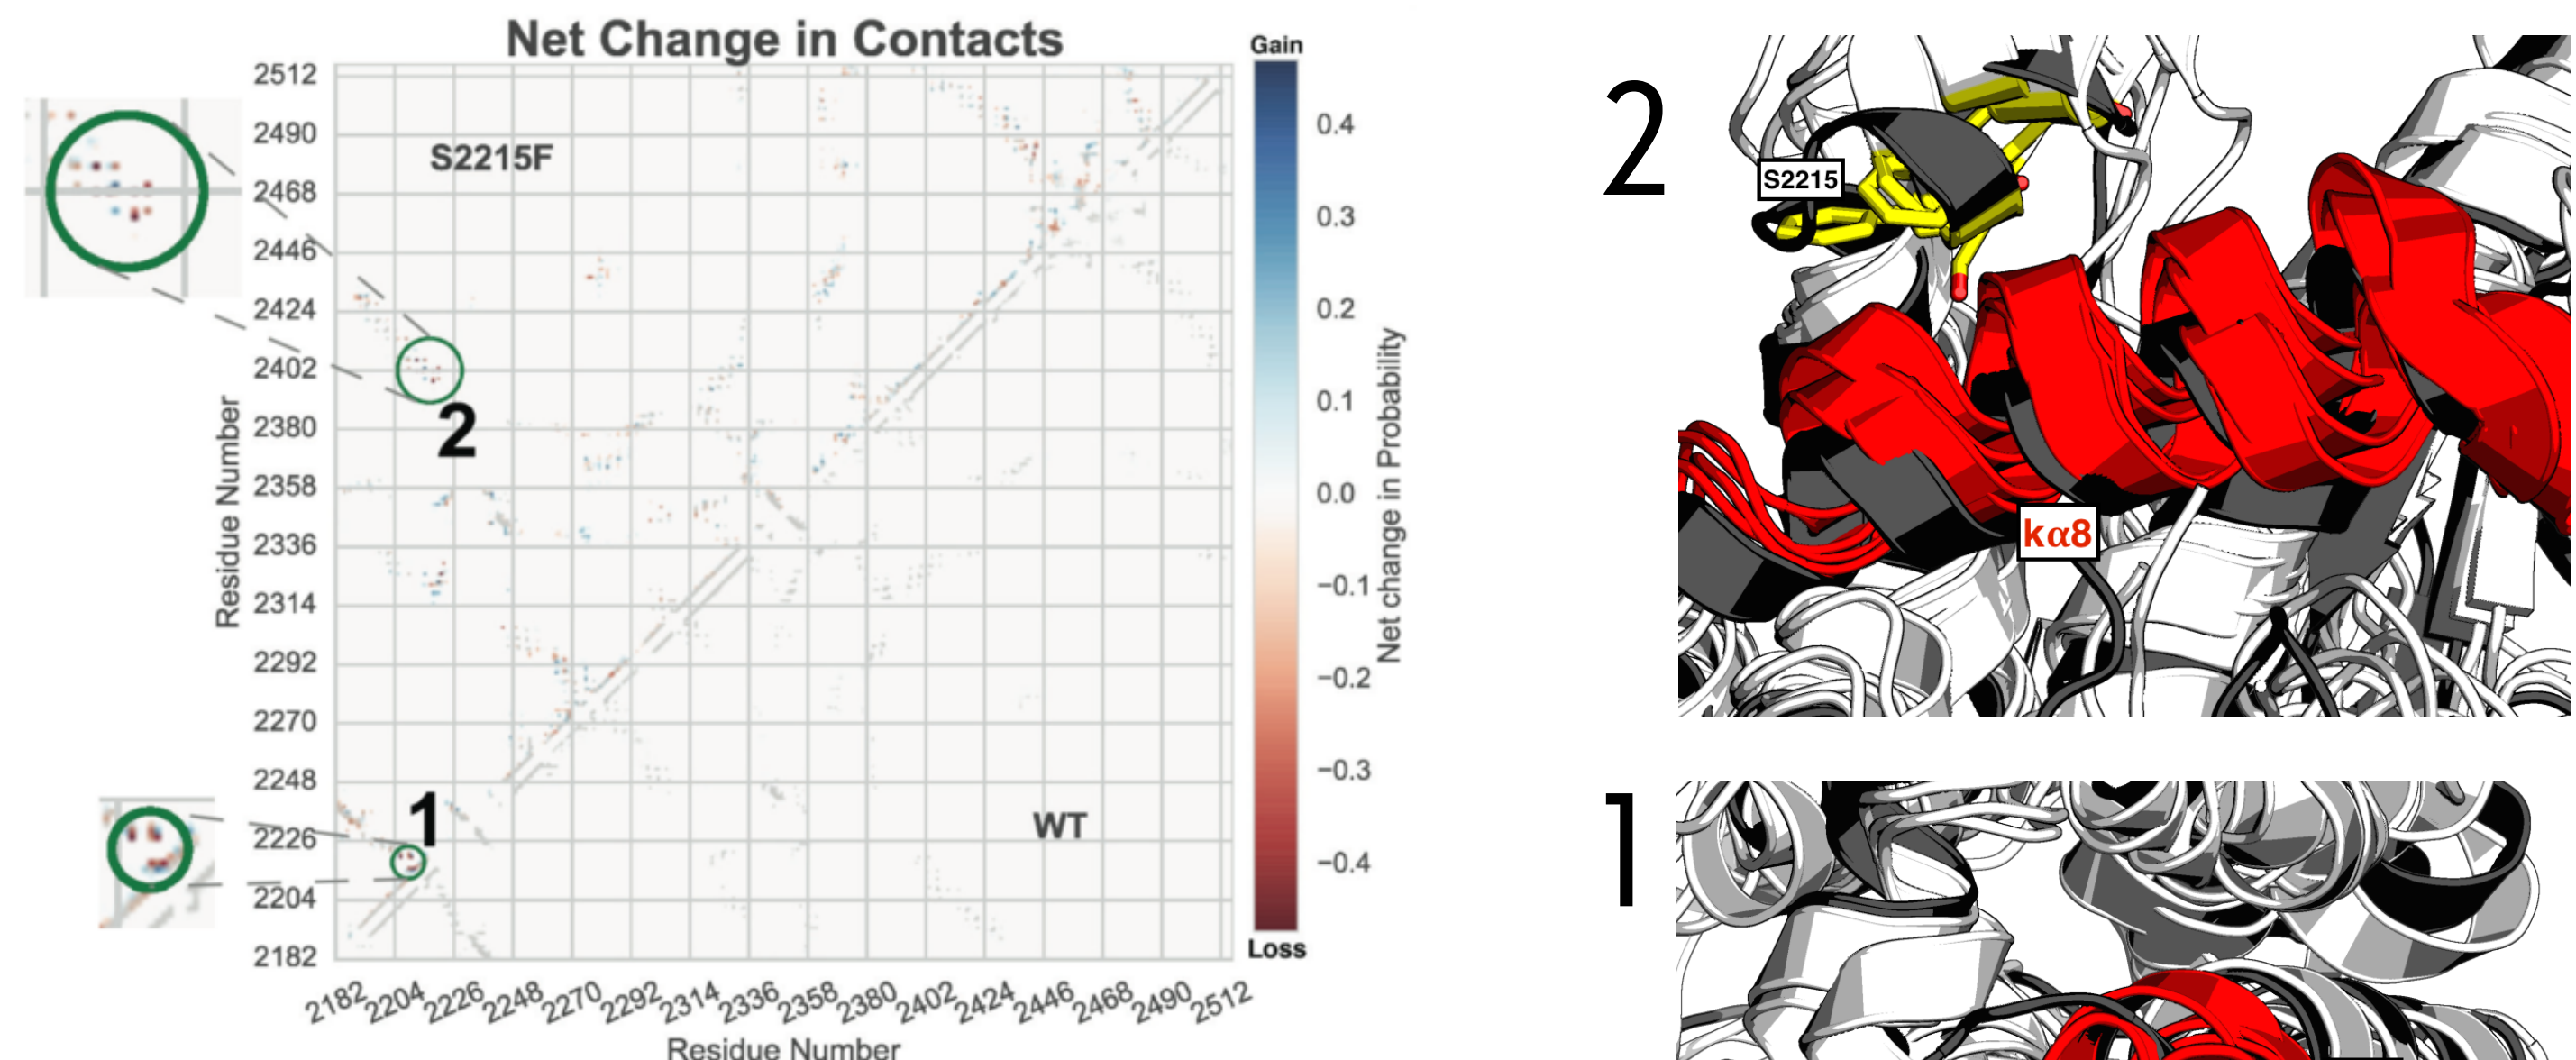 Net Change in Contacts
Gain
2512
2490
2468
2446
2424
2402
2380
2358
2336
2314
2292
2270
2248
2226
2204
2182
Residue Number
S2215F
WT
2
1
2182 2204 2226 2248 2270 2292 2314 2336 2358 2380 2402 2424 2446 2468 2490 2512
Residue Number
0.4
0.3
0.2
0.1
0.0
−0.1
−0.2
−0.3
−0.4
Loss
Net change in Probability
2
S2215
kα8
1